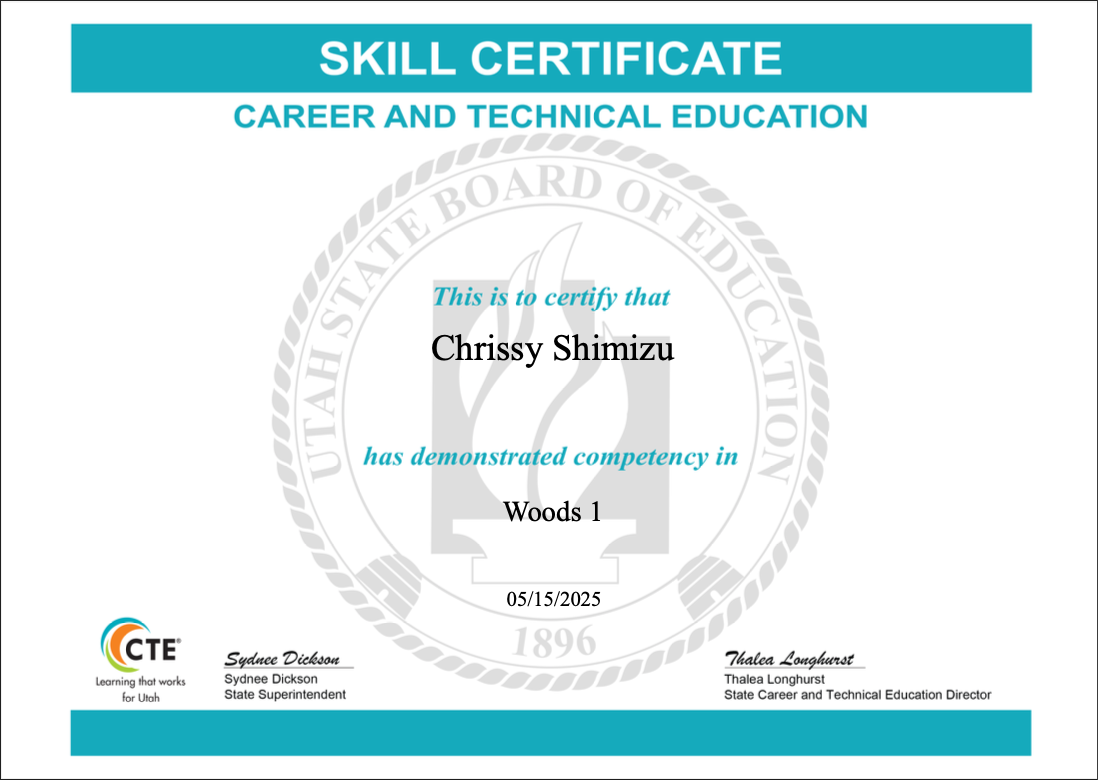 SKILL CERTIFICATE
CAREER AND TECHNICAL EDUCATION
UTAH STATE BOARD OF EDUCATION
This is to certify that
Chrissy Shimizu
has demonstrated competency in
Woods 1
05/15/2025
1896
CTE®
Learning that works
for Utah
Sydnee Dickson
Sydnee Dickson
State Superintendent
Thalea Longhurst
Thalea Longhurst
State Career and Technical Education Director